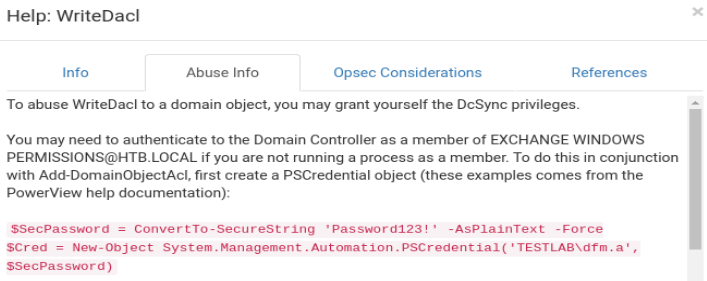 Help: WriteDacl
×
Info Abuse Info Opsec Considerations References
To abuse WriteDacl to a domain object, you may grant yourself the DcSync privileges.
You may need to authenticate to the Domain Controller as a member of EXCHANGE WINDOWS
PERMISSIONS@HTB.LOCAL if you are not running a process as a member. To do this in conjunction
with Add-DomainObjectAcl, first create a PSCredential object (these examples comes from the
PowerView help documentation):
$SecPassword = ConvertTo-SecureString 'Password123!' -AsPlainText -Force
$Cred = New-Object System.Management.Automation.PSCredential('TESTLAB\dfm.a',
$SecPassword)